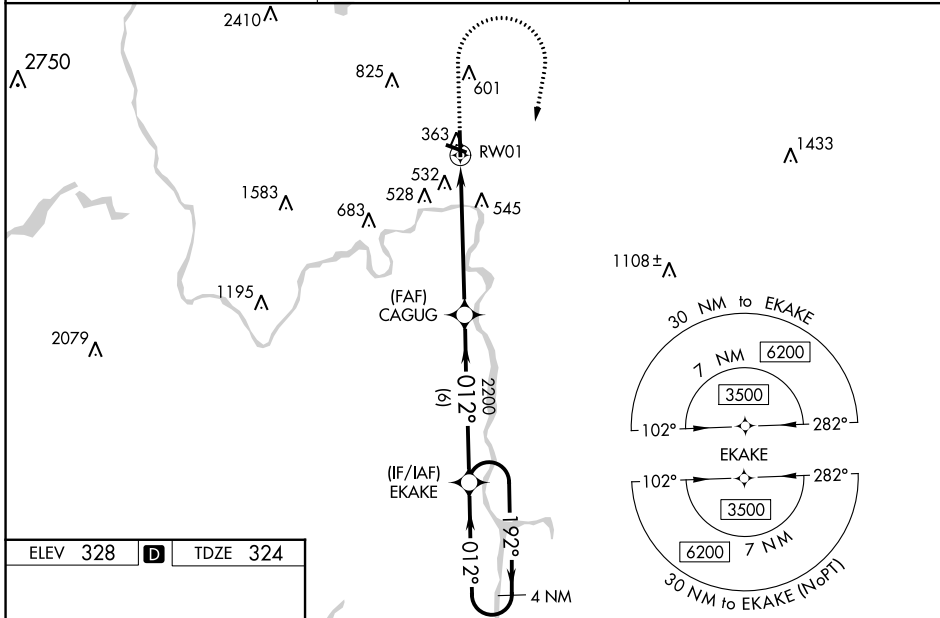 2410
2750
825
601
363
RW01
1433
532
528
545
1583
683
1108 ±
1195
(FAF)
CAGUG
2079
30 NM to EKAKE
7 NM
6200
3500
2200
012°
(6)
102°
282°
EKAKE
(IF/IAF)
EKAKE
102°
282°
3500
7 NM
6200
30 NM to EKAKE (NoPT)
192°
012°
4 NM
ELEV 328 D TDZE 324